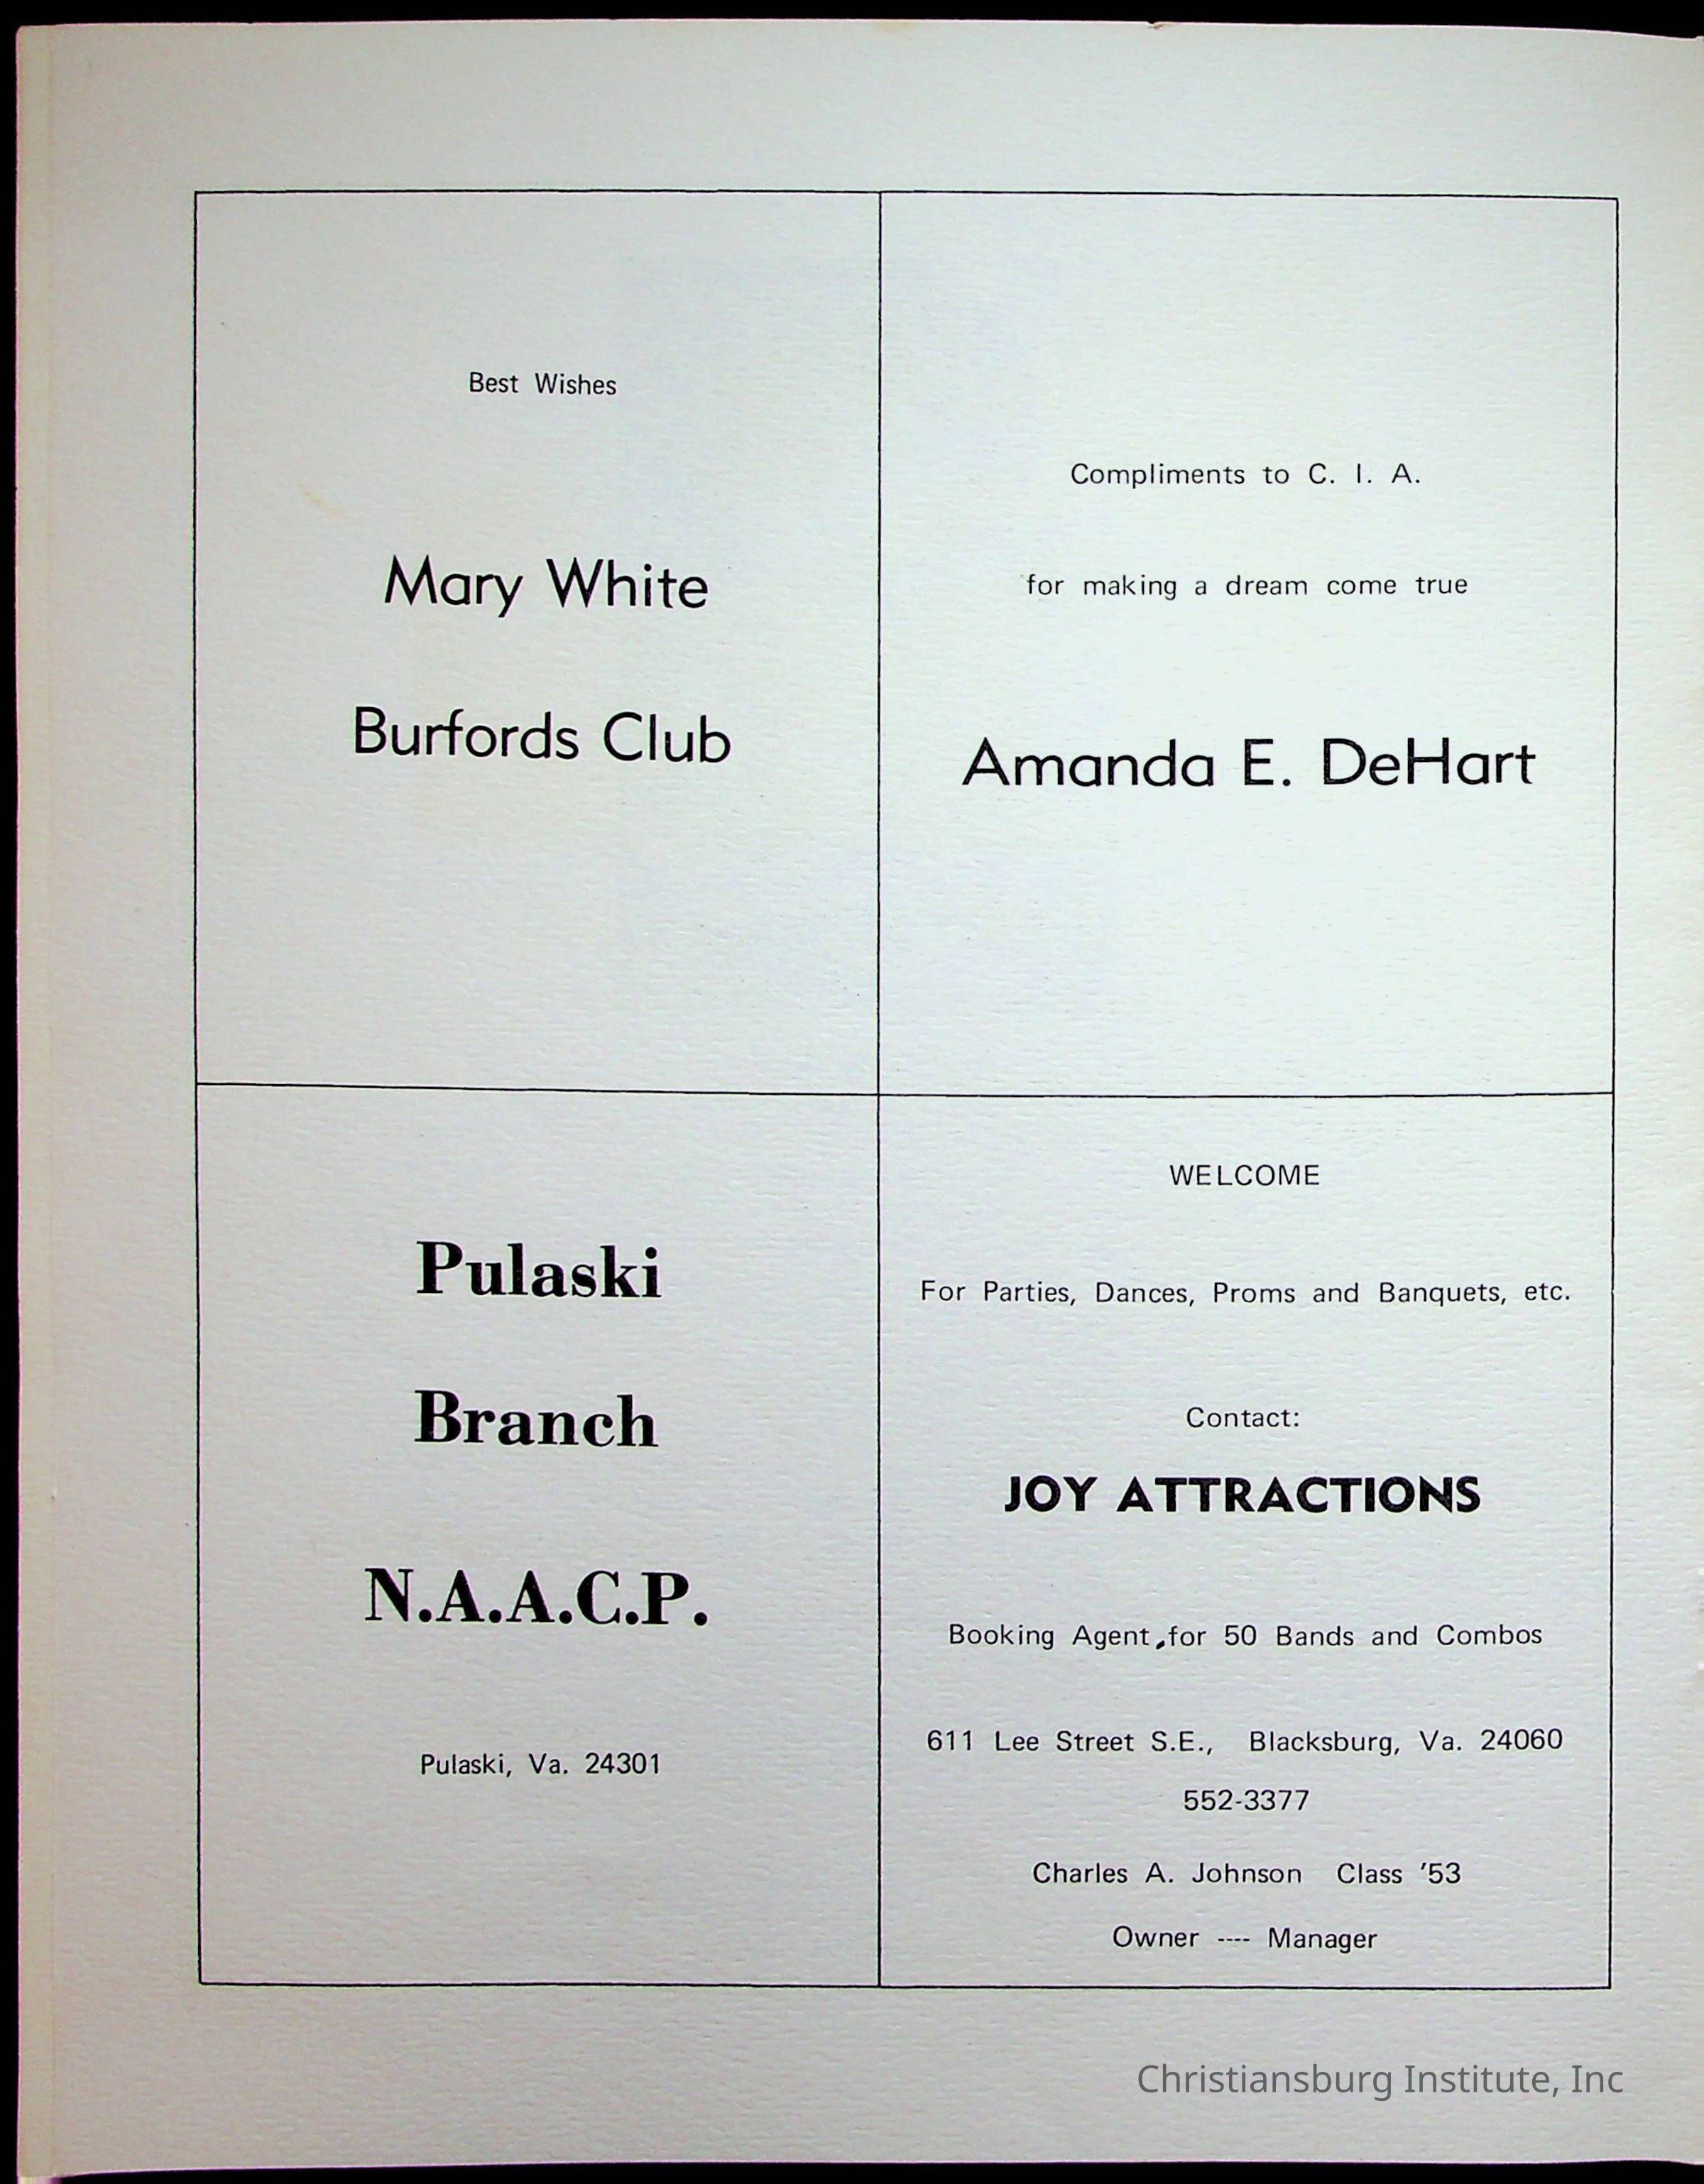 Best Wishes
Mary White
Burfords Club
Compliments to C. I. A.
for making a dream come true
Amanda E. DeHart
Pulaski
Branch
N.A.A.C.P.
Pulaski, Va. 24301
WELCOME
For Parties, Dances, Proms and Banquets, etc.
Contact:
JOY ATTRACTIONS
Booking Agent,for 50 Bands and Combos
611 Lee Street S.E., Blacksburg, Va. 24060
552-3377
Charles A. Johnson Class '53
Owner ---- Manager
Christiansburg Institute, Inc